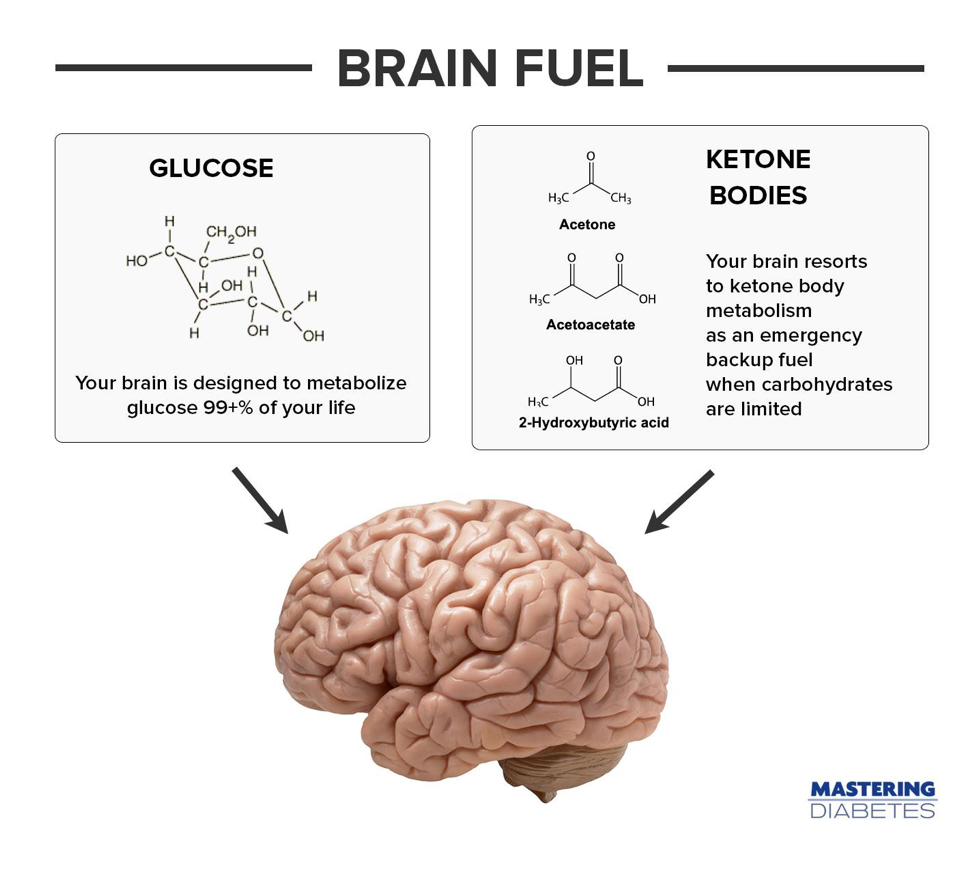 BRAIN FUEL
GLUCOSE
H
CH2OH
HO
C
C
O
H
H
OH
C
C
C
H
H
OH
OH
Your brain is designed to metabolize
glucose 99+% of your life
KETONE
BODIES
O
H3C
CH3
Acetone
O
O
H3C
OH
Acetoacetate
OH
O
H3C
OH
2-Hydroxybutyric acid
Your brain resorts
to ketone body
metabolism
as an emergency
backup fuel
when carbohydrates
are limited
MASTERING
DIABETES